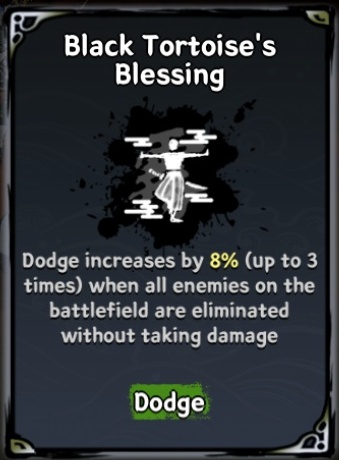 Black Tortoise's
Blessing
Dodge increases by 8% (up to 3
times) when all enemies on the
battlefield are eliminated
without taking damage
Dodge